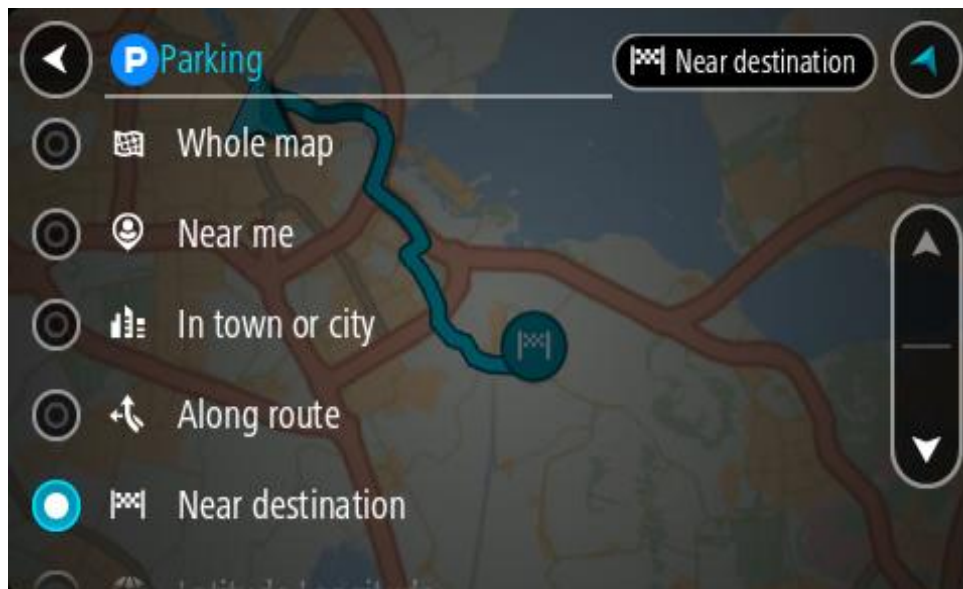 P Parking
Near destination
Whole map
Near me
In town or city
Along route
Near destination